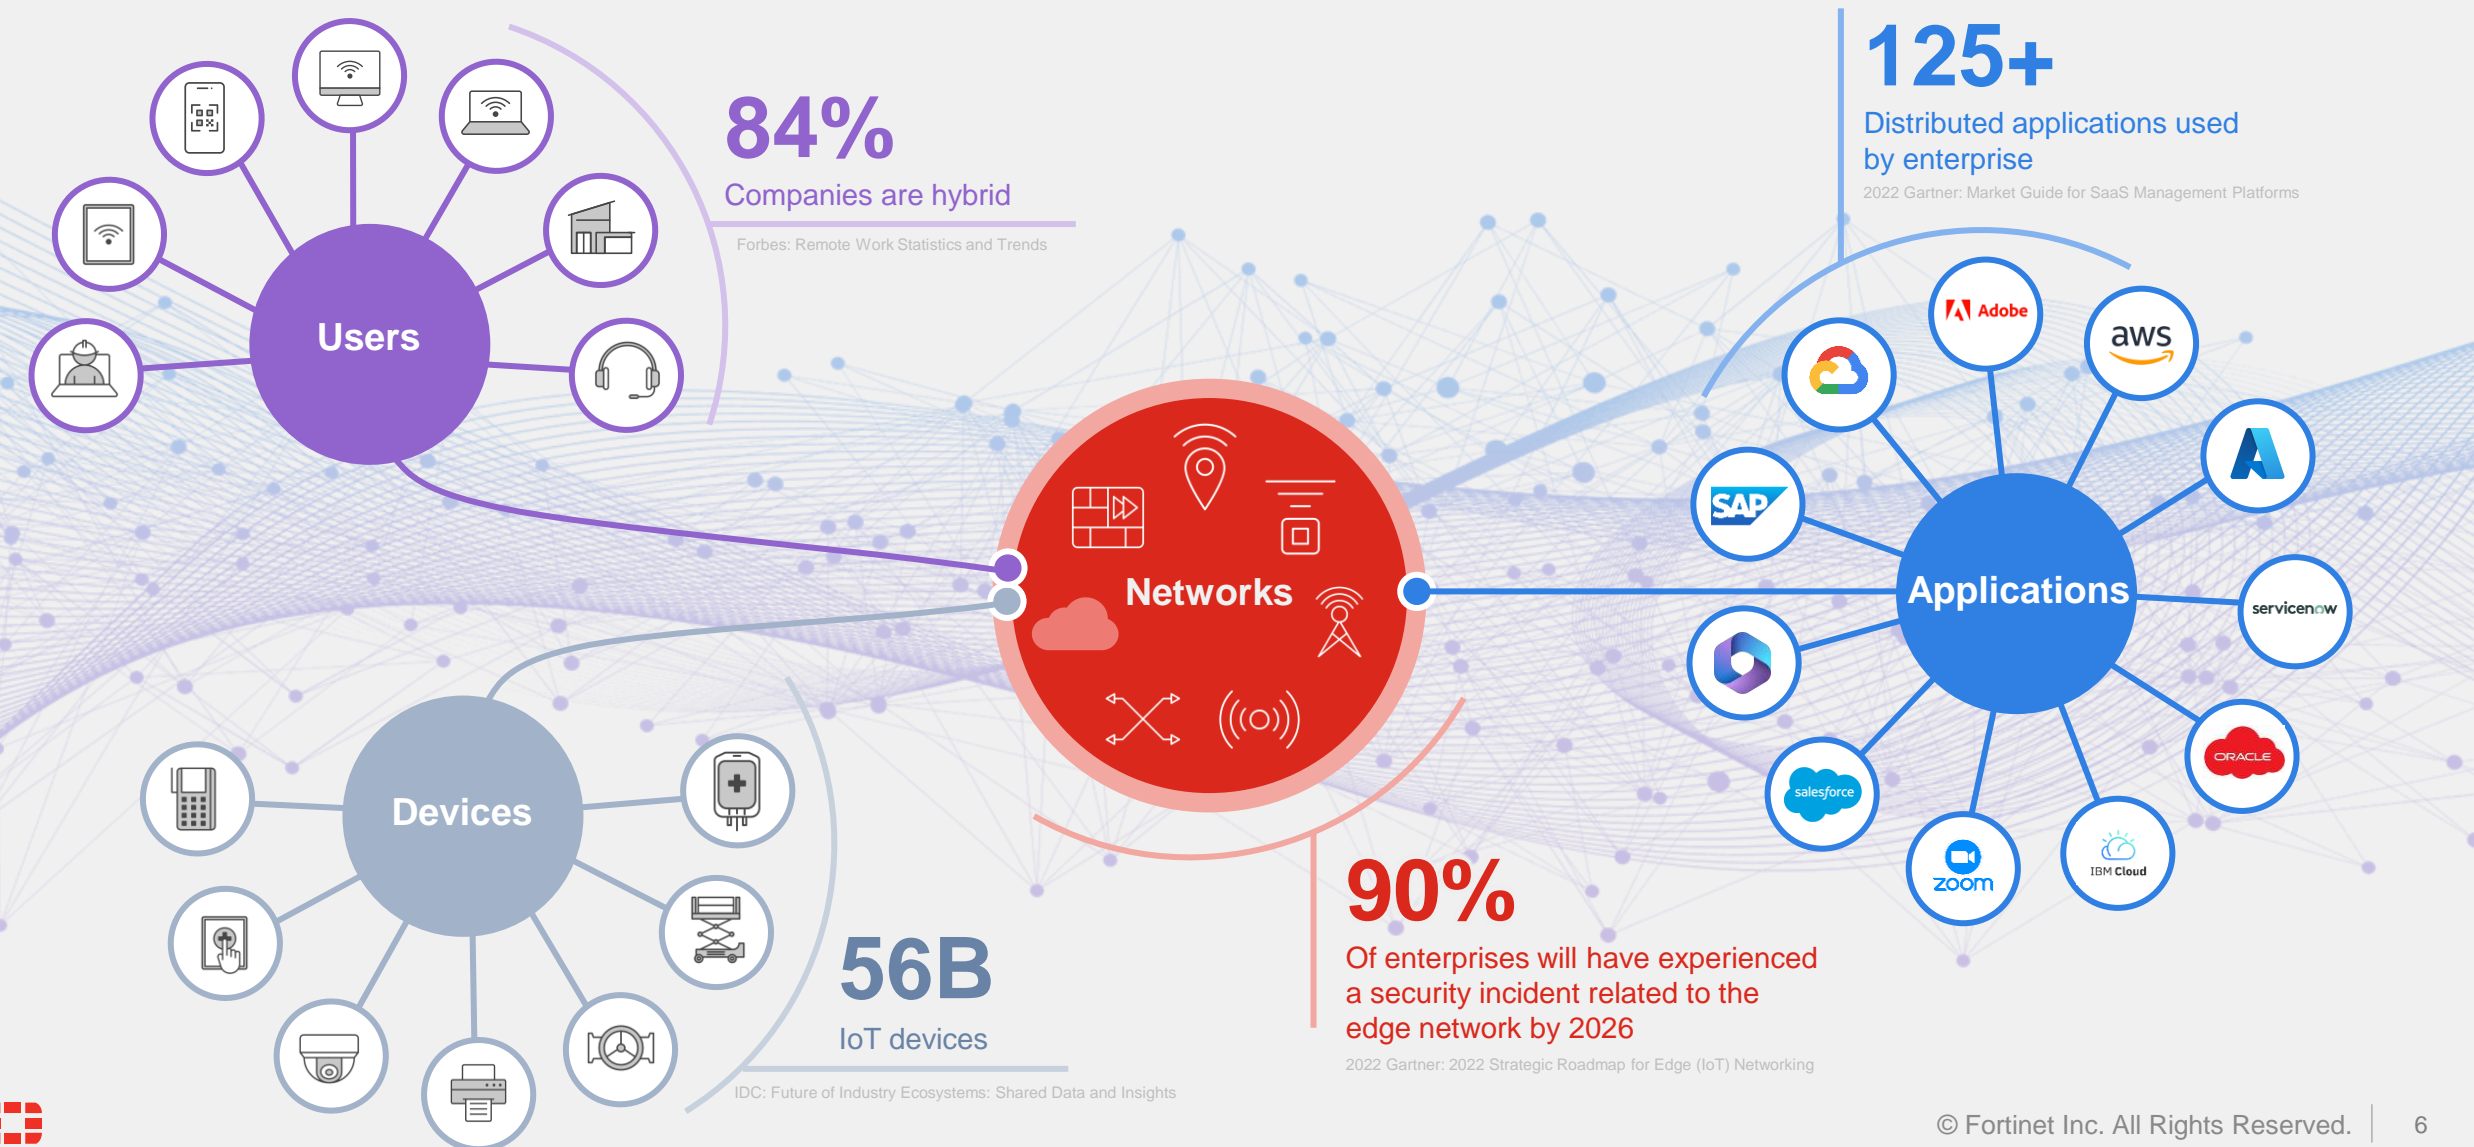 84%
Companies are hybrid
Forbes: Remote Work Statistics and Trends
Users
125+
Distributed applications used
by enterprise
2022 Gartner: Market Guide for SaaS Management Platforms
Adobe
aws
SAP
servicenow
ORACLE
IBM Cloud
zoom
salesforce
Applications
Networks
Devices
56B
IoT devices
IDC: Future of Industry Ecosystems: Shared Data and Insights
90%
Of enterprises will have experienced
a security incident related to the
edge network by 2026
2022 Gartner: 2022 Strategic Roadmap for Edge (IoT) Networking
© Fortinet Inc. All Rights Reserved.
6